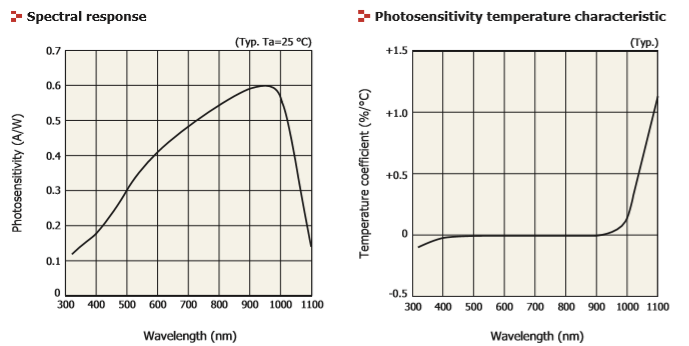 Spectral response
(Typ. Ta=25 °C)
Photosensitivity (A/W)
0.7
0.6
0.5
0.4
0.3
0.2
0.1
0
300 400 500 600 700 800 900 1000 1100
Wavelength (nm)
Photosensitivity temperature characteristic
(Typ.)
Temperature coefficient (%/°C)
+1.5
+1.0
+0.5
0
-0.5
300 400 500 600 700 800 900 1000 1100
Wavelength (nm)